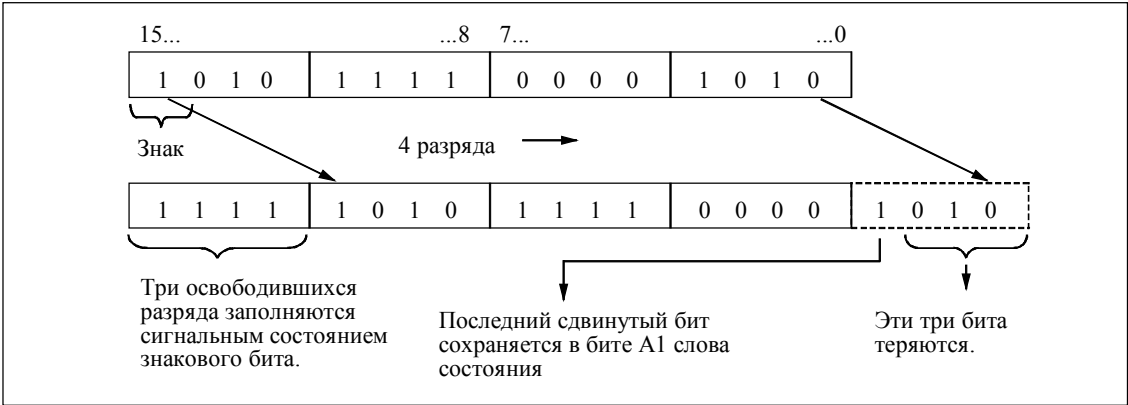 15... ...8 7... ...0
1 0 1 0 1 1 1 1 0 0 0 0 1 0 1 0
Знак
4 разряда
1 1 1 1 1 0 1 0 1 1 1 1 0 0 0 0 1 0 1 0
Три освободившихся
разряда заполняются
сигнальным состоянием
знакового бита.
Последний сдвинутый бит
сохраняется в бите А1 слова
состояния
Эти три бита
теряются.